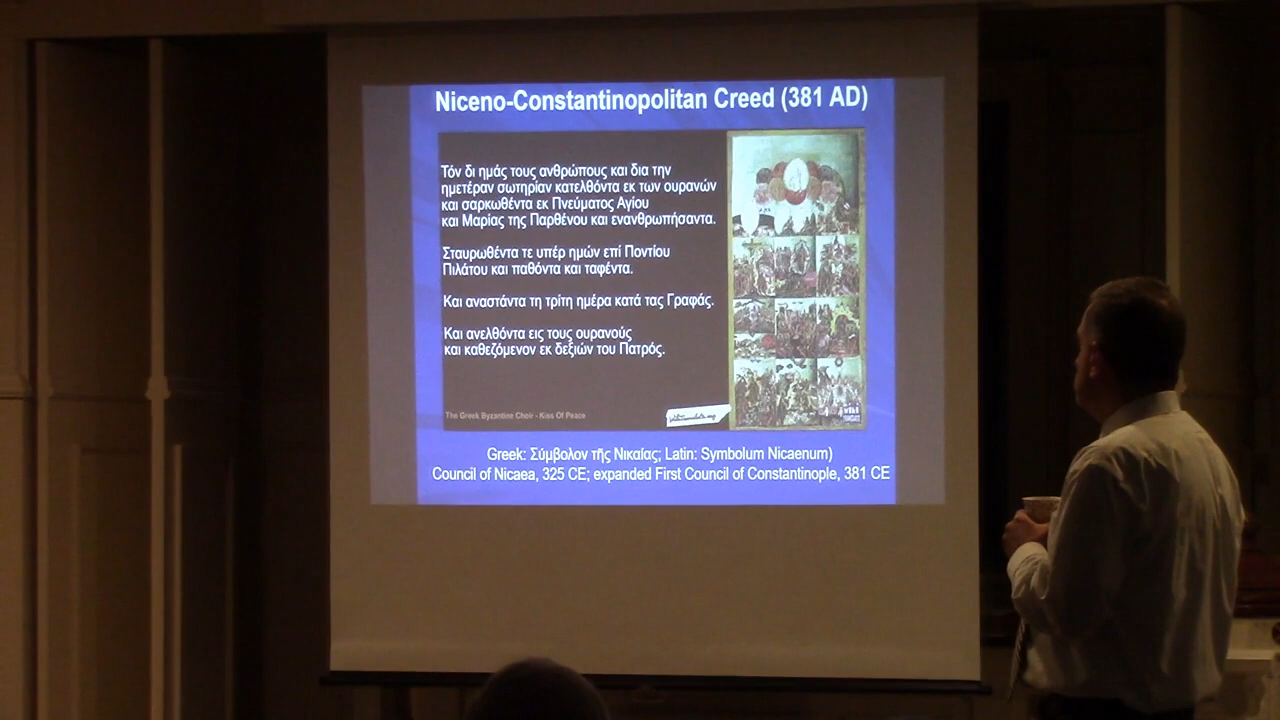 Niceno-Constantinopolitan Creed (381 AD)
Τόν δι ημάς τους ανθρώπους και δια την
ημετέραν σωτηρίαν κατελθόντα εκ των ουρανών
και σαρκωθέντα εκ Πνεύματος Αγίου
και Μαρίας της Παρθένου και ενανθρωπήσαντα.
Σταυρωθέντα τε υπέρ ημών επί Ποντίου
Πιλάτου και παθόντα και ταφέντα.
Και αναστάντα τη τρίτη ημέρα κατά τας Γραφάς.
Και ανελθόντα εις τους ουρανούς
και καθεζόμενον εκ δεξιών του Πατρός.
The Greek Byzantine Choir - Kiss Of Peace
Greek: Σύμβολον τῆς Νικαίας; Latin: Symbolum Nicaenum)
Council of Nicaea, 325 CE; expanded First Council of Constantinople, 381 CE